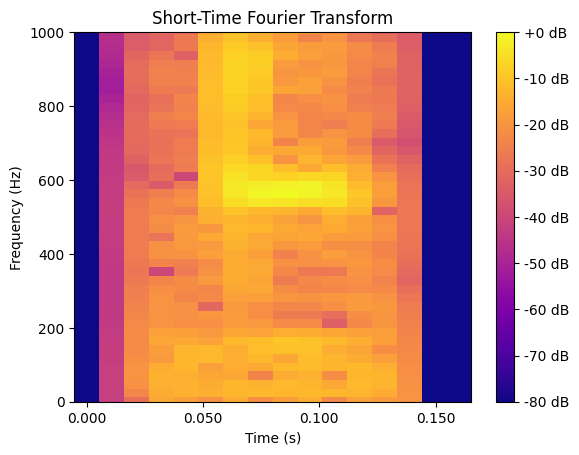 Short-Time Fourier Transform
1000
800
600
400
200
0
Frequency (Hz)
0.000
0.050
0.100
0.150
Time (s)
+0 dB
-10 dB
-20 dB
-30 dB
-40 dB
-50 dB
-60 dB
-70 dB
-80 dB